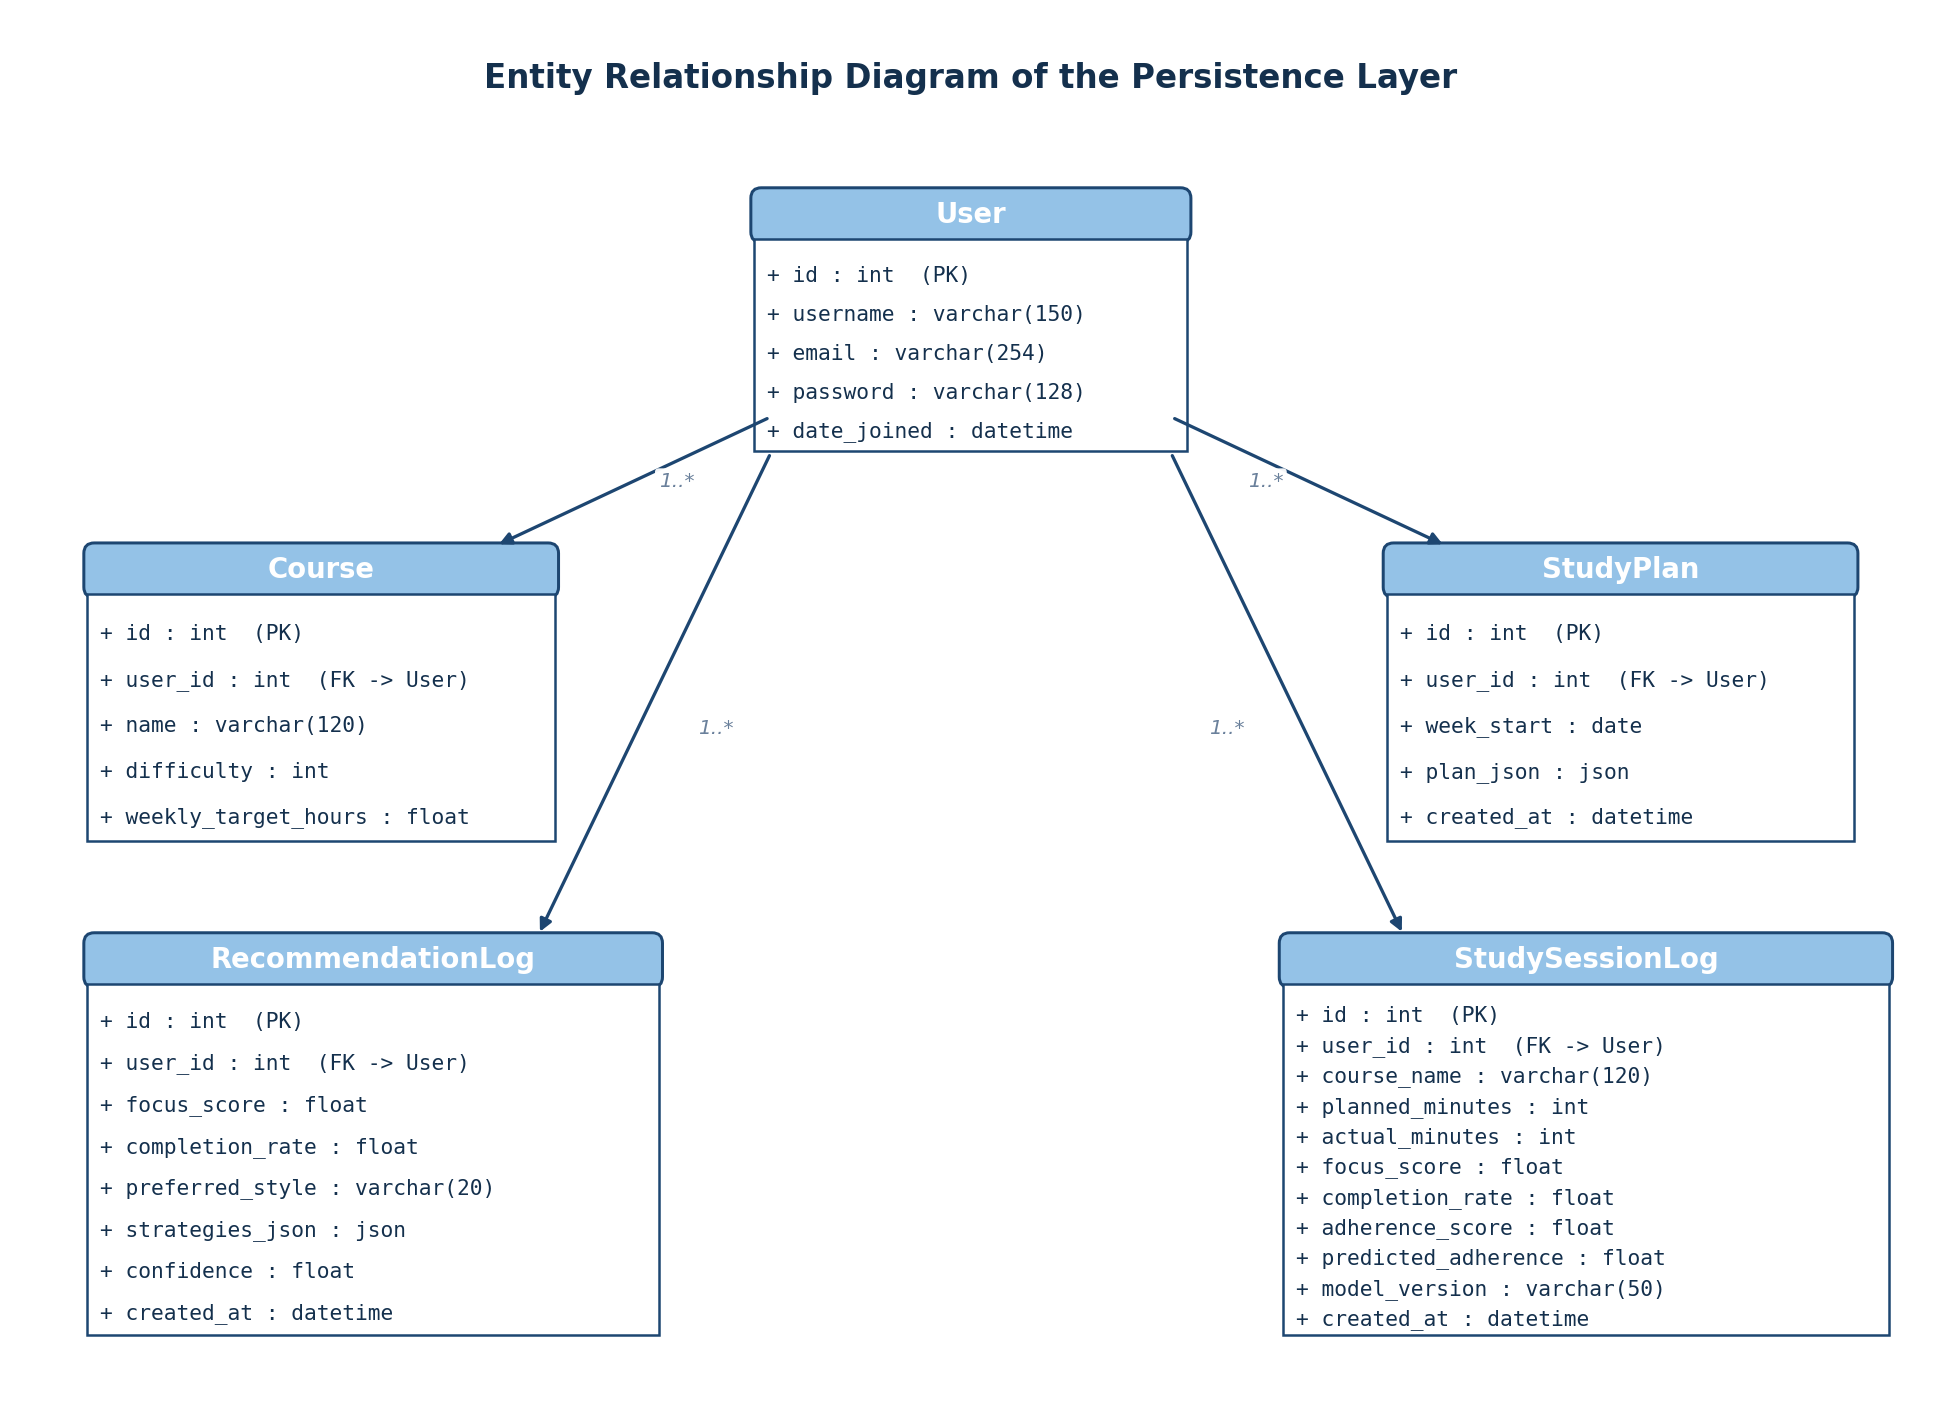 Entity Relationship Diagram of the Persistence Layer
User
+ id : int  (PK)
+ username : varchar(150)
+ email : varchar(254)
+ password : varchar(128)
+ date_joined : datetime
1..*
1..*
Course
+ id : int  (PK)
+ user_id : int  (FK -> User)
+ name : varchar(120)
+ difficulty : int
+ weekly_target_hours : float
StudyPlan
+ id : int  (PK)
+ user_id : int  (FK -> User)
+ week_start : date
+ plan_json : json
+ created_at : datetime
1..*
1..*
RecommendationLog
+ id : int  (PK)
+ user_id : int  (FK -> User)
+ focus_score : float
+ completion_rate : float
+ preferred_style : varchar(20)
+ strategies_json : json
+ confidence : float
+ created_at : datetime
StudySessionLog
+ id : int  (PK)
+ user_id : int  (FK -> User)
+ course_name : varchar(120)
+ planned_minutes : int
+ actual_minutes : int
+ focus_score : float
+ completion_rate : float
+ adherence_score : float
+ predicted_adherence : float
+ model_version : varchar(50)
+ created_at : datetime